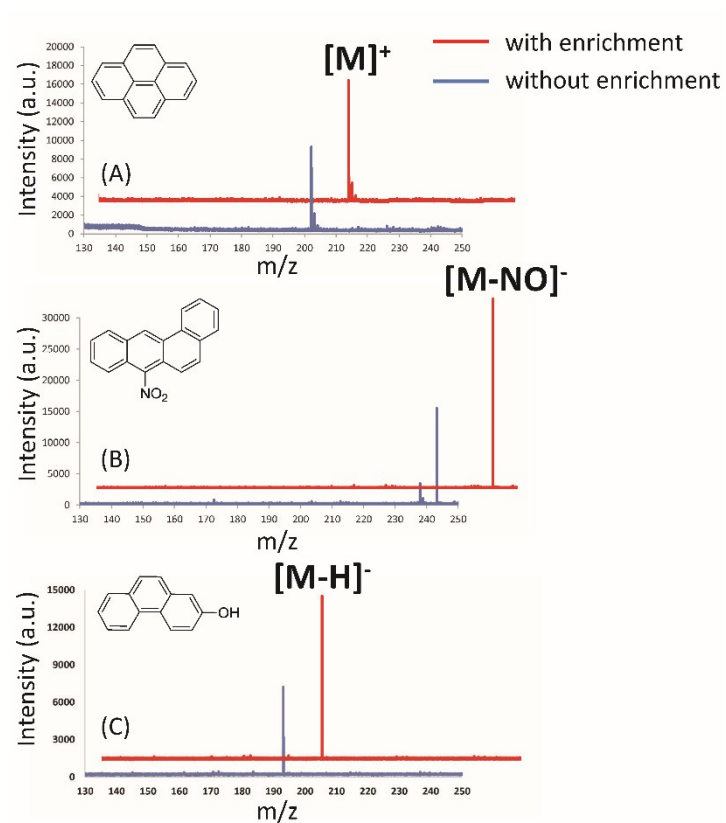 with enrichment
without enrichment
[M]+
20000
18000
16000
14000
12000
10000
8000
6000
4000
2000
0
Intensity (a.u.)
(A)
130 140 150 160 170 180 190 200 210 220 230 240 250
m/z
[M-NO]-
30000
25000
20000
15000
10000
5000
0
Intensity (a.u.)
NO2
(B)
130 140 150 160 170 180 190 200 210 220 230 240 250
m/z
[M-H]-
15000
12000
9000
6000
3000
0
Intensity (a.u.)
OH
(C)
130 140 150 160 170 180 190 200 210 220 230 240 250
m/z